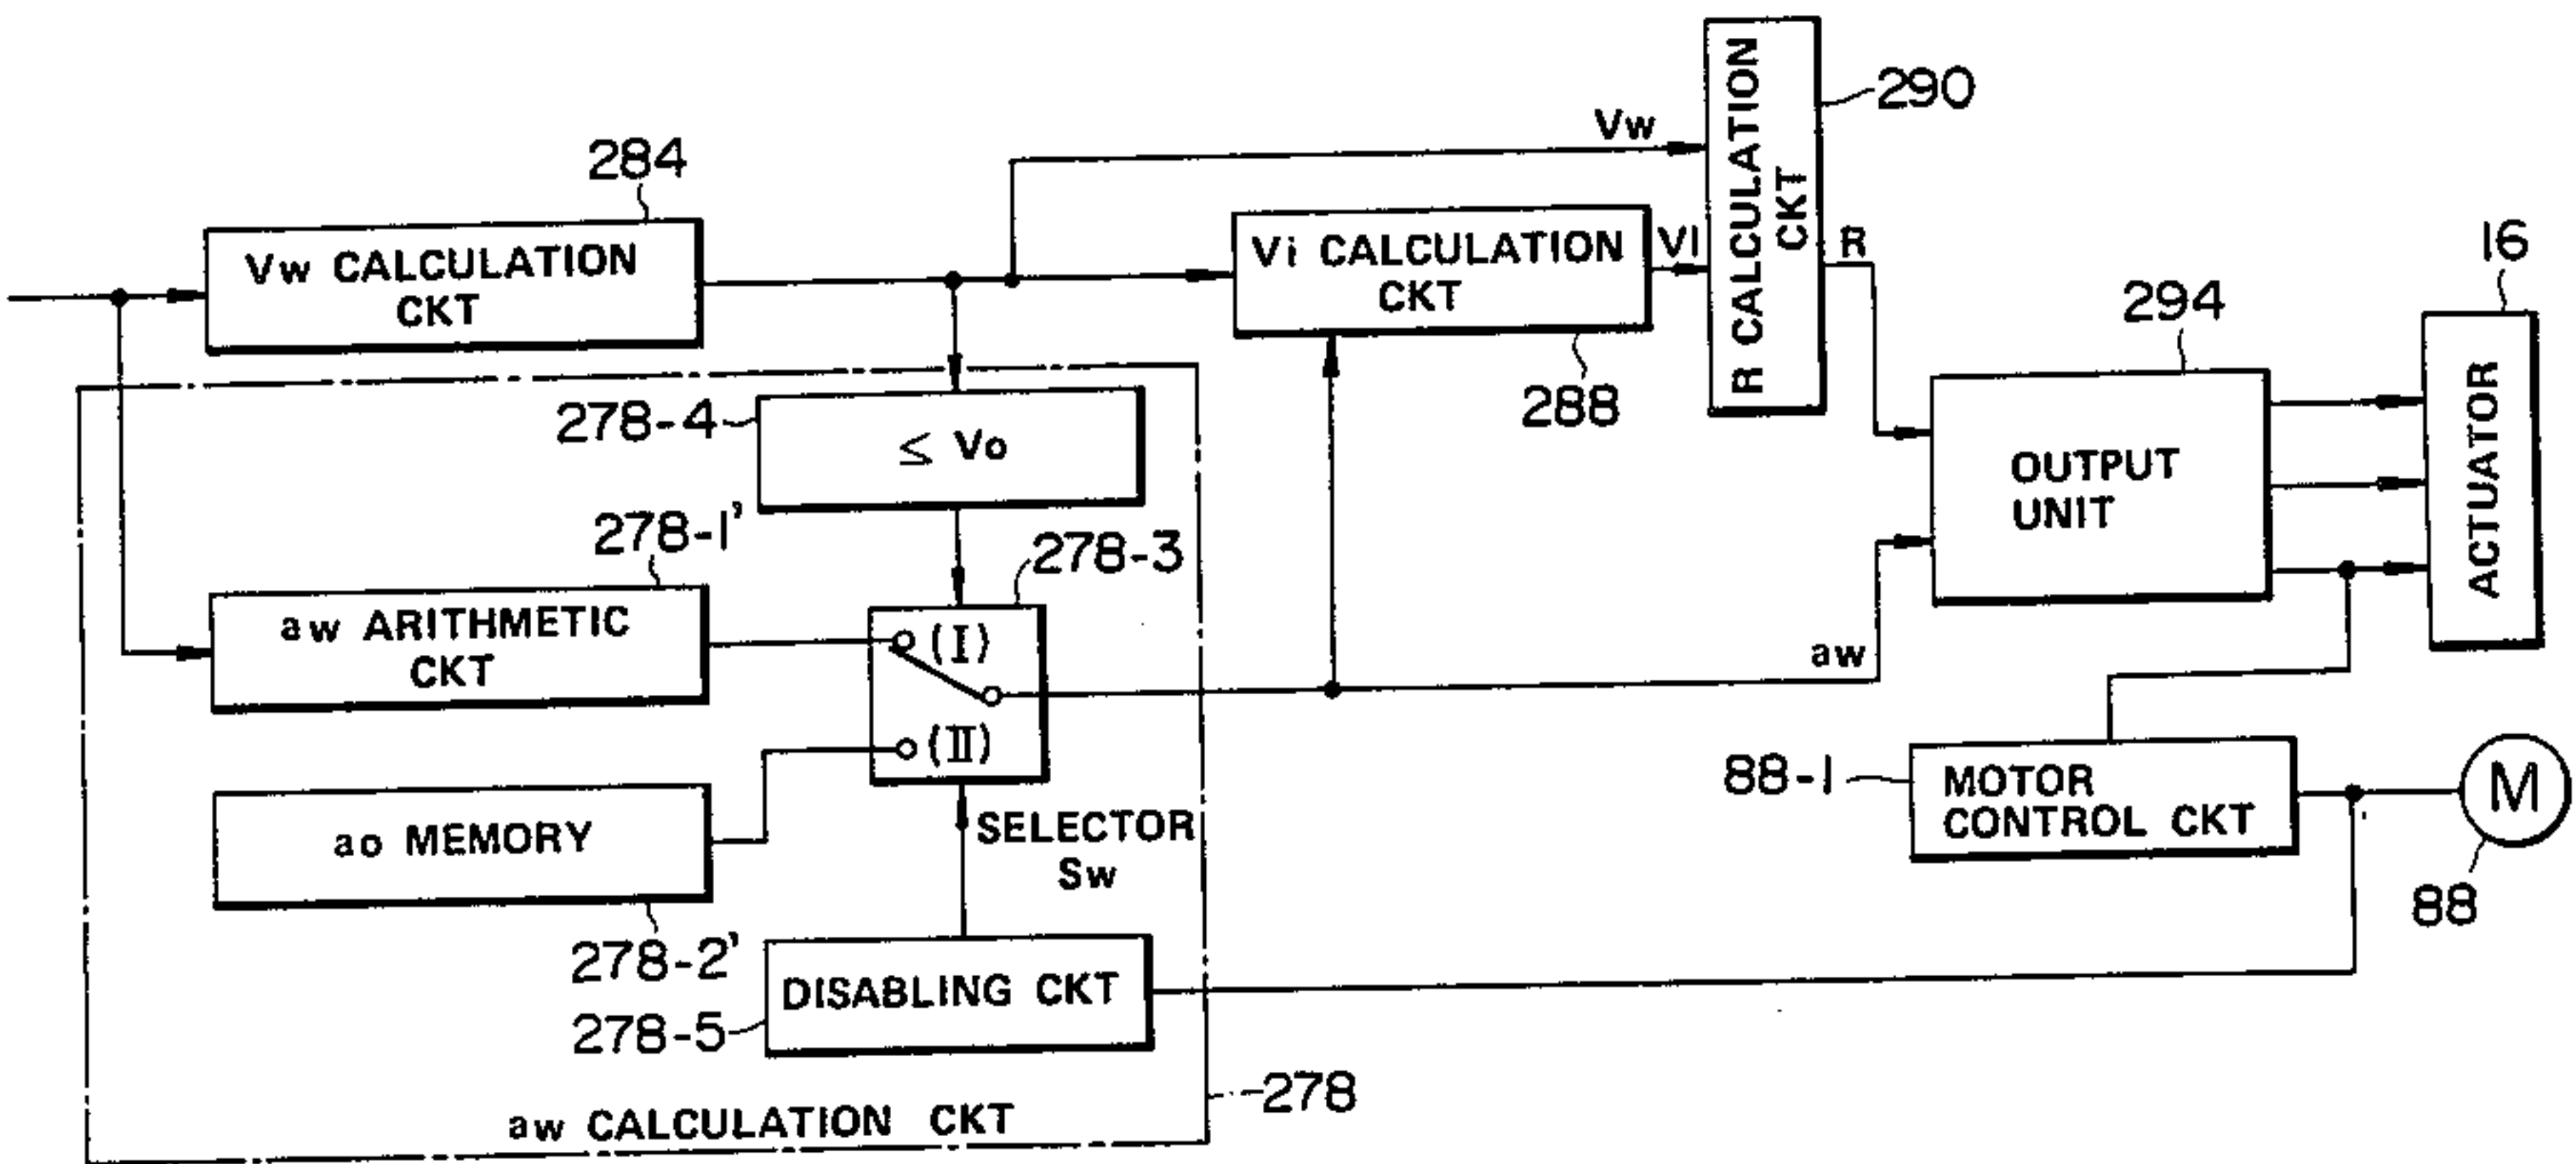 284
Vw CALCULATION
CKT
Vw
R CALCULATION
CKT
290
Vi CALCULATION
CKT
VI
288
R
294
OUTPUT
UNIT
16
ACTUATOR
278-4
≤ Vo
278-1'
aw ARITHMETIC
CKT
278-3
(I)
(II)
aw
ao MEMORY
278-2'
SELECTOR
Sw
DISABLING CKT
278-5
88-1
MOTOR
CONTROL CKT
M
88
278
aw CALCULATION CKT